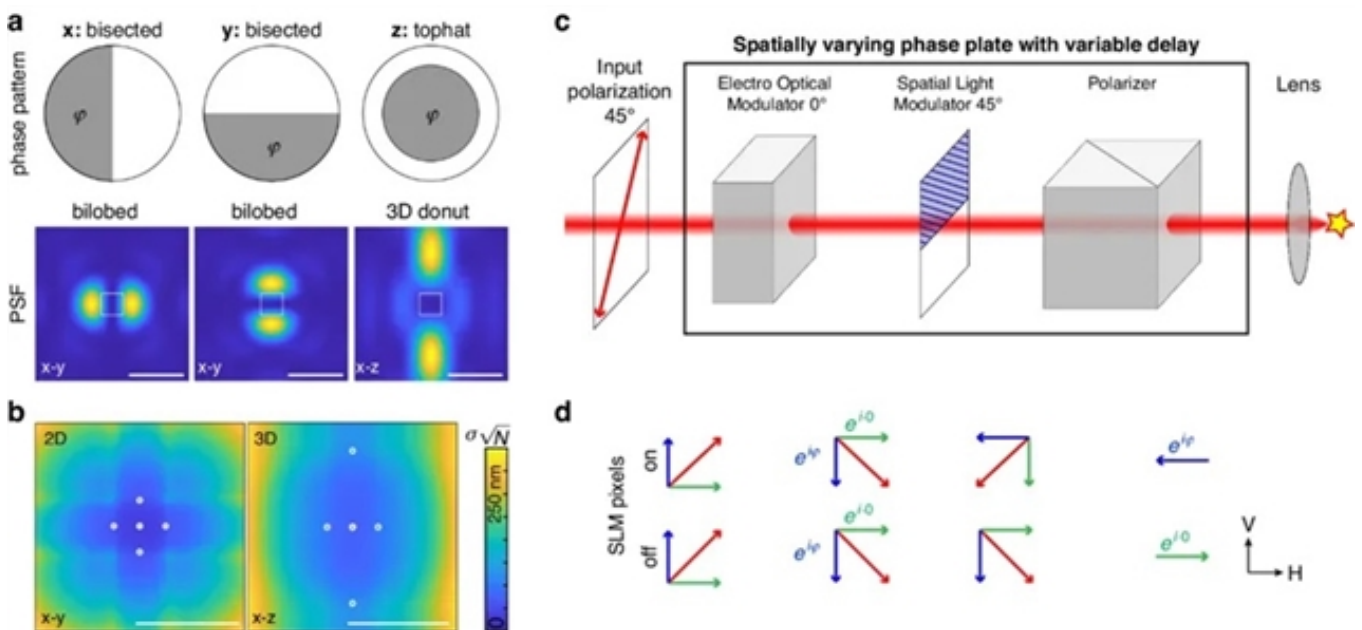 a
x: bisected
y: bisected
z: tophat
phase pattern
φ
φ
φ
bilobed
bilobed
3D donut
PSF
x-y
x-y
x-z
b
2D
3D
x-y
x-z
σ√N
250 nm
0
c
Spatially varying phase plate with variable delay
Input
polarization
45°
Electro Optical
Modulator 0°
Spatial Light
Modulator 45°
Polarizer
Lens
d
SLM pixels
on
off
e^{i·0}
e^{iφ}
e^{iφ}
e^{i·0}
e^{iφ}
e^{i·0}
V
H